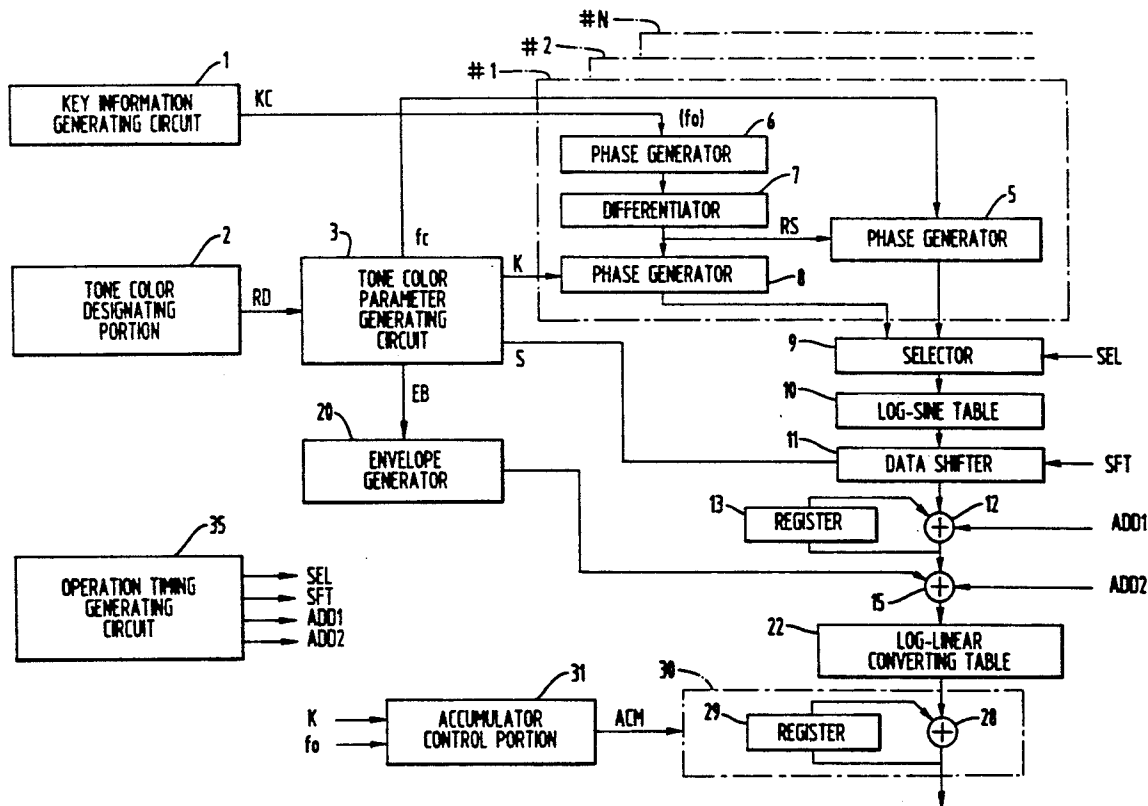 #N
#2
#1
1
KEY INFORMATION
GENERATING CIRCUIT
KC
(fo)
6
PHASE GENERATOR
7
DIFFERENTIATOR
RS
5
PHASE GENERATOR
fc
2
TONE COLOR
DESIGNATING
PORTION
RD
3
TONE COLOR
PARAMETER
GENERATING
CIRCUIT
K
PHASE GENERATOR
8
S
9
SELECTOR
SEL
EB
10
LOG-SINE TABLE
20
ENVELOPE
GENERATOR
11
DATA SHIFTER
SFT
13
REGISTER
12
ADD1
35
OPERATION TIMING
GENERATING
CIRCUIT
SEL
SFT
ADD1
ADD2
15
ADD2
22
LOG-LINEAR
CONVERTING TABLE
31
K
fo
ACCUMULATOR
CONTROL PORTION
ACM
30
29
REGISTER
28